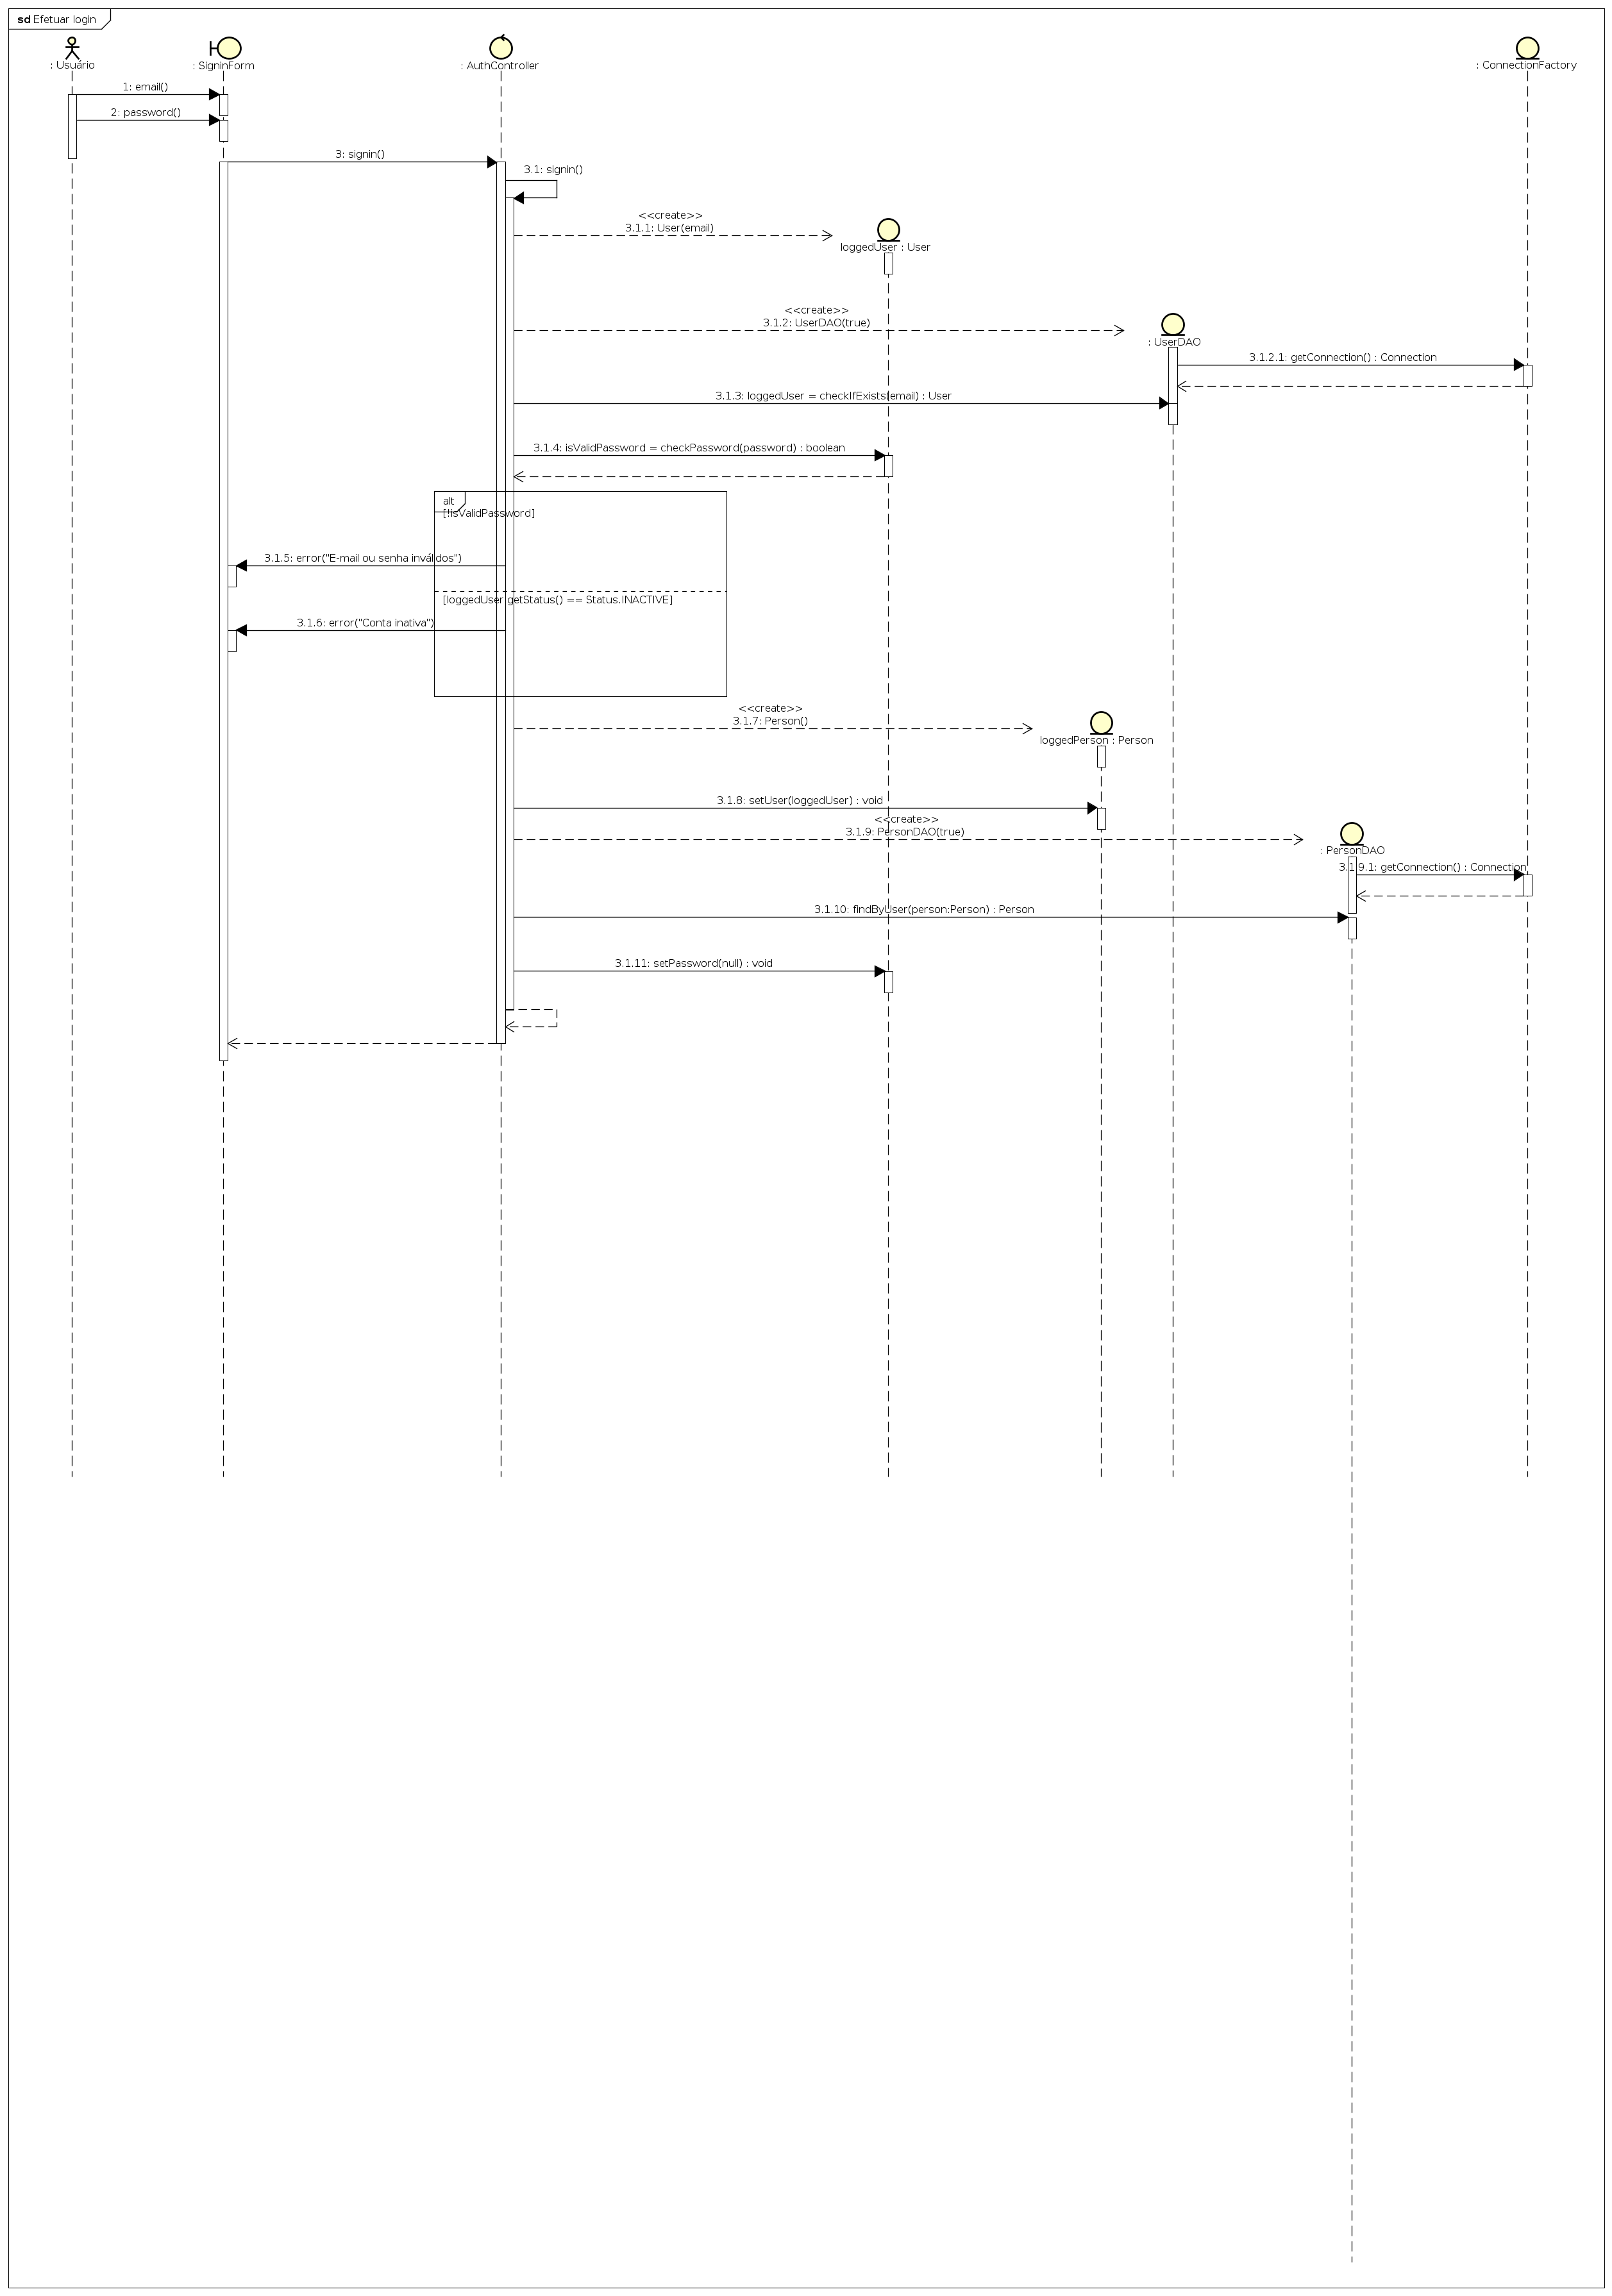 sd Efetuar login
: Usuário
: SigninForm
: AuthController
: ConnectionFactory
1: email()
2: password()
3: signin()
3.1: signin()
<<create>>
3.1.1: User(email)
loggedUser : User
<<create>>
3.1.2: UserDAO(true)
: UserDAO
3.1.2.1: getConnection() : Connection
3.1.3: loggedUser = checkIfExists(email) : User
3.1.4: isValidPassword = checkPassword(password) : boolean
alt
[!isValidPassword]
3.1.5: error("E-mail ou senha inválidos")
[loggedUser.getStatus() == Status.INACTIVE]
3.1.6: error("Conta inativa")
<<create>>
3.1.7: Person()
loggedPerson : Person
3.1.8: setUser(loggedUser) : void
<<create>>
3.1.9: PersonDAO(true)
: PersonDAO
3.1.9.1: getConnection() : Connection
3.1.10: findByUser(person:Person) : Person
3.1.11: setPassword(null) : void